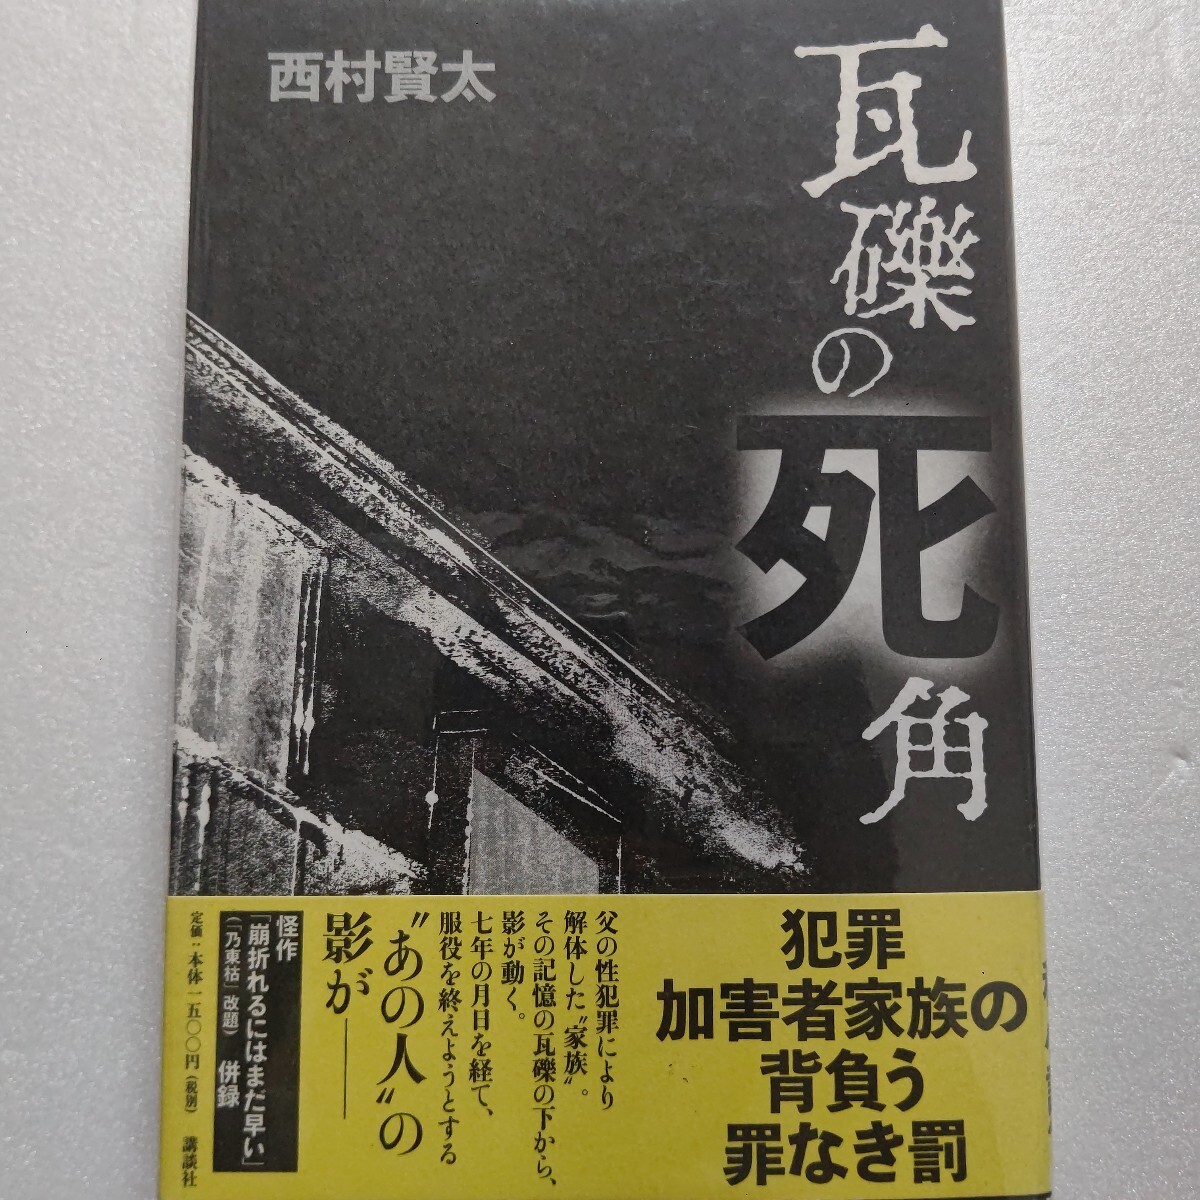 瓦礫の死角
西村賢太
犯罪
加害者家族の
背負う
罪なき罰
父の性犯罪により
解体した〝家族〟。
その記憶の瓦礫の下から、
影が動く。
七年の月日を経て、
服役を終えようとする
〝あの人〟の
影が――
怪作
「崩折れるにはまだ早い」
（「乃東枯」改題） 併録
定価：本体一五〇〇円（税別） 講談社